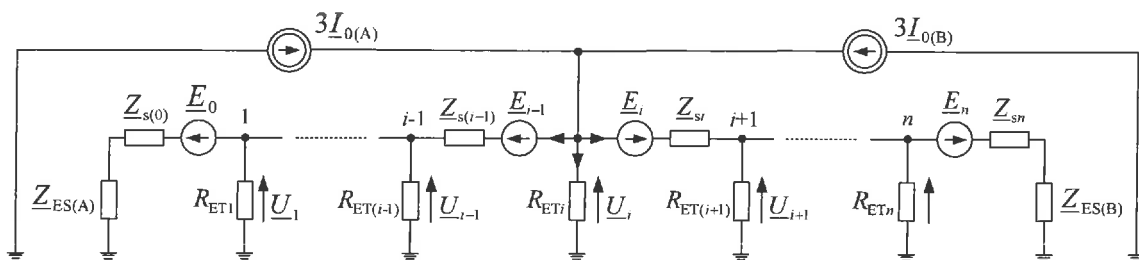 3I0(A) 3I0(B)
Zs(0) E0 1 i-1 Zs(i−1) Ei−1 Ei Zsi i+1 n En Zsn
ZES(A) RET1 U1 RET(i-1) Ui−1 RETi Ui RET(i+1) Ui+1 RETn ZES(B)